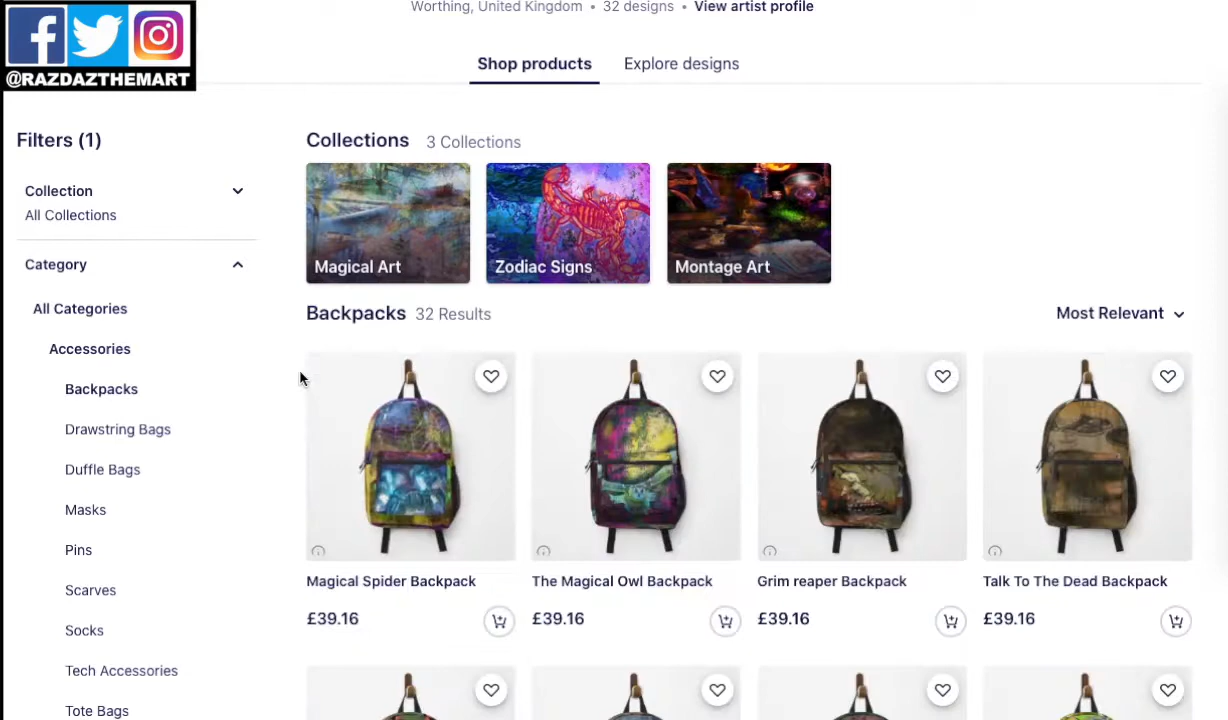 Worthing, United Kingdom • 32 designs • View artist profile
@RAZDAZTHEMART
Shop products
Explore designs
Filters (1)
Collection
All Collections
Category
All Categories
Accessories
Backpacks
Drawstring Bags
Duffle Bags
Masks
Pins
Scarves
Socks
Tech Accessories
Tote Bags
Collections 3 Collections
Magical Art
Zodiac Signs
Montage Art
Backpacks 32 Results
Most Relevant
Magical Spider Backpack
£39.16
The Magical Owl Backpack
£39.16
Grim reaper Backpack
£39.16
Talk To The Dead Backpack
£39.16